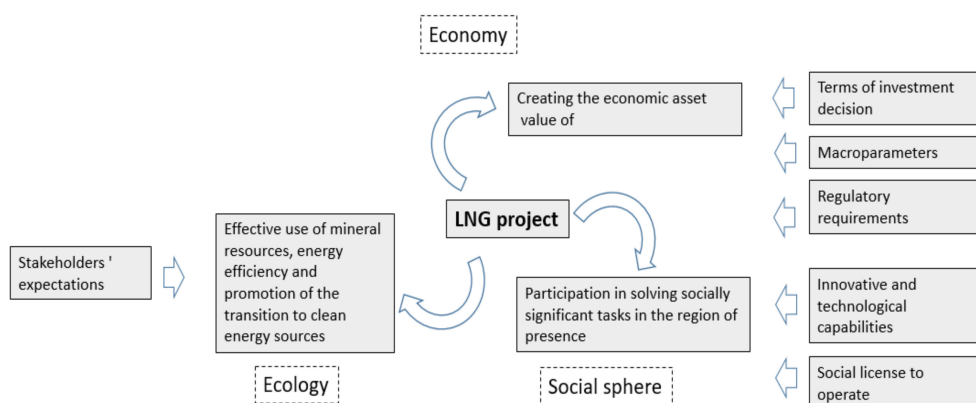 Economy
Creating the economic asset
value of
Terms of investment
decision
Macroparameters
Regulatory
requirements
LNG project
Effective use of mineral
resources, energy
efficiency and
promotion of the
transition to clean
energy sources
Stakeholders '
expectations
Participation in solving socially
significant tasks in the region of
presence
Innovative and
technological
capabilities
Ecology
Social sphere
Social license to
operate